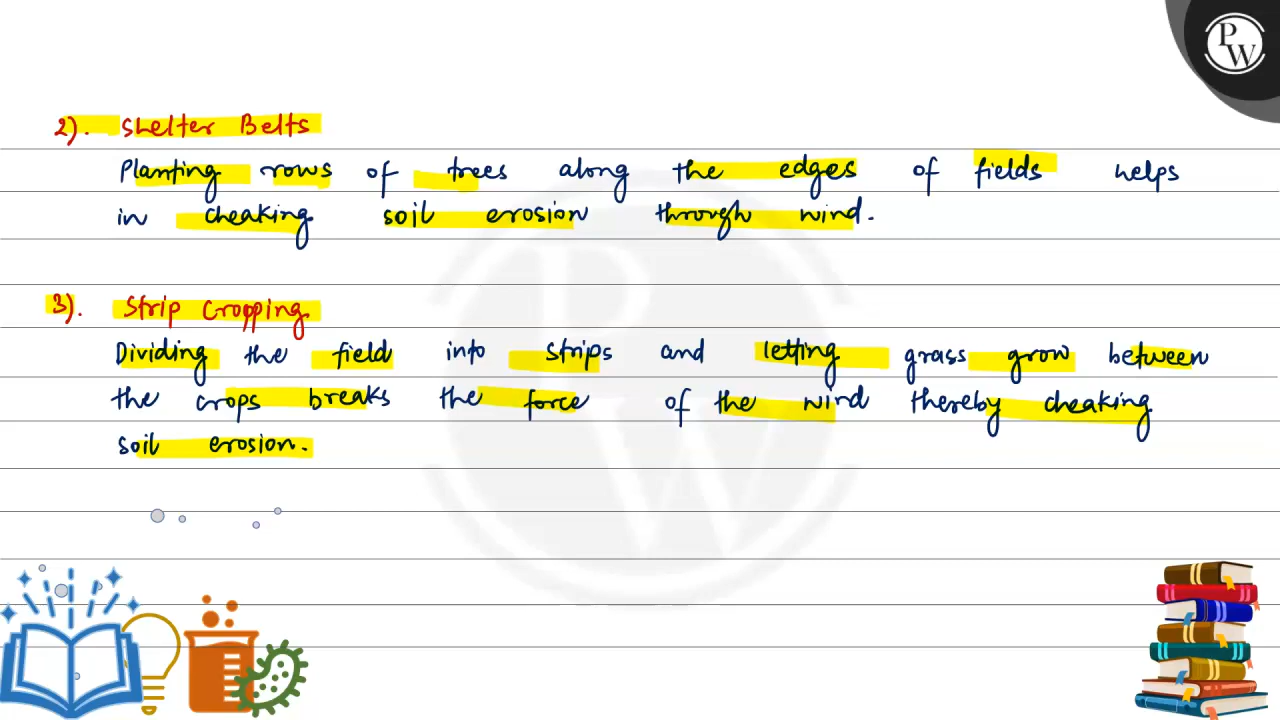 PW
2). Shelter Belts
Planting rows of trees along the edges of fields helps
in cheaking soil erosion through wind.
3). Strip Cropping
Dividing the field into strips and letting grass grow between
the crops breaks the force of the wind thereby cheaking
soil erosion.
PW